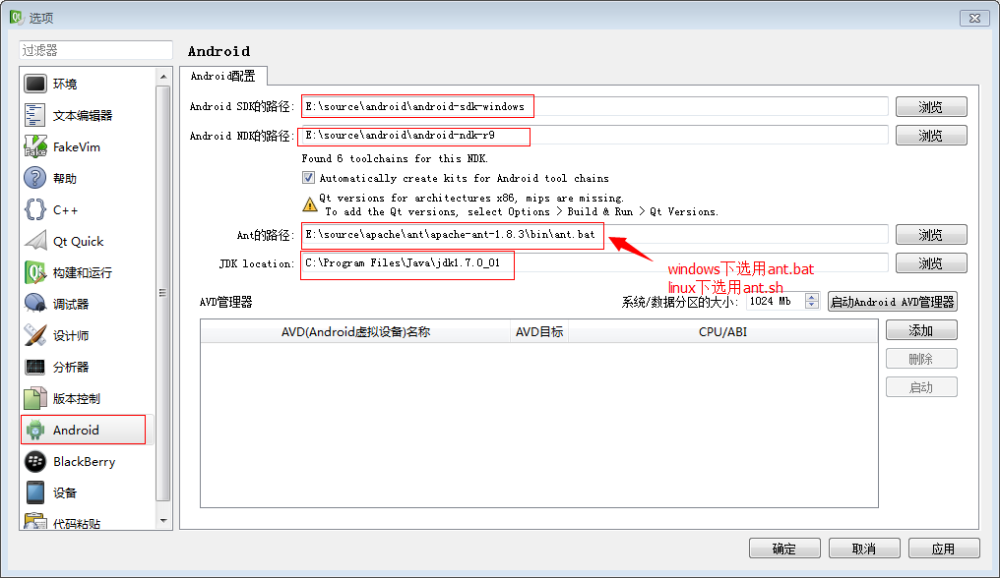 选项
过滤器
环境
文本编辑器
FakeVim
帮助
C++
Qt Quick
构建和运行
调试器
设计师
分析器
版本控制
Android
BlackBerry
设备
代码粘贴
Android
Android配置
Android SDK的路径: E:\source\android\android-sdk-windows 浏览
Android NDK的路径: E:\source\android\android-ndk-r9 浏览
Found 6 toolchains for this NDK.
Automatically create kits for Android tool chains
Qt versions for architectures x86, mips are missing.
To add the Qt versions, select Options > Build & Run > Qt Versions.
Ant的路径: E:\source\apache\ant\apache-ant-1.8.3\bin\ant.bat 浏览
JDK location: C:\Program Files\Java\jdk1.7.0_01 浏览
windows下选用ant.bat
linux下选用ant.sh
AVD管理器 系统/数据分区的大小: 1024 Mb 启动Android AVD管理器
AVD(Android虚拟设备)名称 AVD目标 CPU/ABI
添加
删除
启动
确定 取消 应用